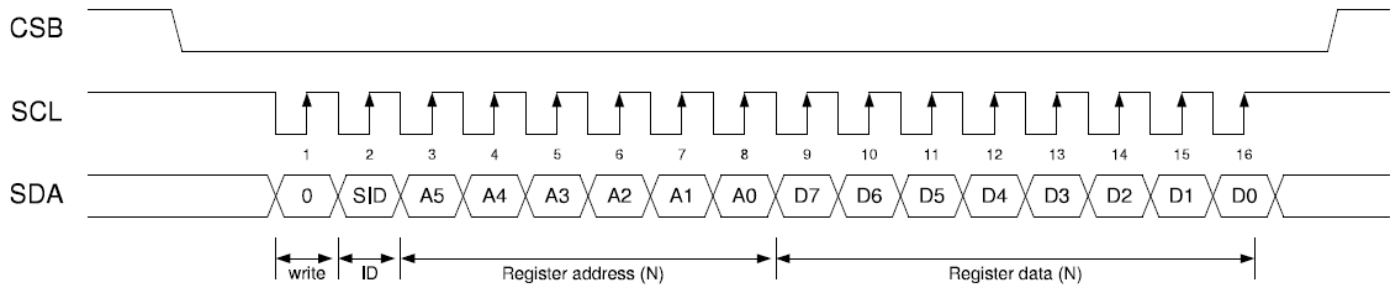 CSB
SCL
1 2 3 4 5 6 7 8 9 10 11 12 13 14 15 16
SDA 0 SID A5 A4 A3 A2 A1 A0 D7 D6 D5 D4 D3 D2 D1 D0
write ID Register address (N) Register data (N)